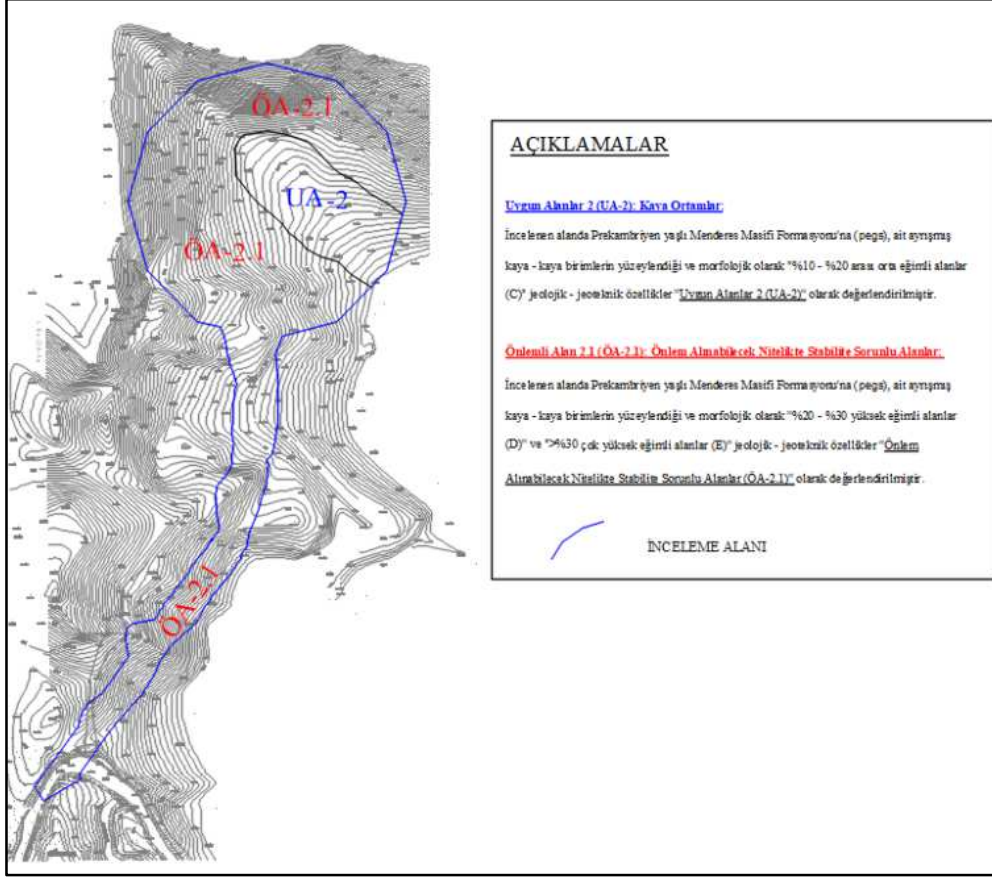 ÖA-2.1
UA-2
ÖA-2.1
ÖA-2.1
AÇIKLAMALAR
Uygun Alanlar 2 (UA-2): Kaya Ortamlar:
İncelenen alanda Prekambriyen yaşlı Menderes Masifi Formasyonu'na (pegs), ait ayrışmış
kaya - kaya birimlerin yüzeylendiği ve morfolojik olarak "%10 - %20 arası orta eğimli alanlar
(C)" jeolojik - jeoteknik özellikler "Uygun Alanlar 2 (UA-2)" olarak değerlendirilmiştir.
Önlemli Alan 2.1 (ÖA-2.1): Önlem Alınabilecek Nitelikte Stabilite Sorunlu Alanlar:
İncelenen alanda Prekambriyen yaşlı Menderes Masifi Formasyonu'na (pegs), ait ayrışmış
kaya - kaya birimlerin yüzeylendiği ve morfolojik olarak "%20 - %30 yüksek eğimli alanlar
(D)" ve ">%30 çok yüksek eğimli alanlar (E)" jeolojik - jeoteknik özellikler "Önlem
Alınabilecek Nitelikte Stabilite Sorunlu Alanlar (ÖA-2.1)" olarak değerlendirilmiştir.
İNCELEME ALANI